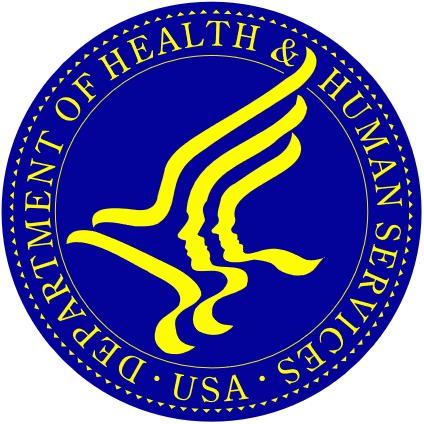 DEPARTMENT OF HEALTH & HUMAN SERVICES
· USA ·